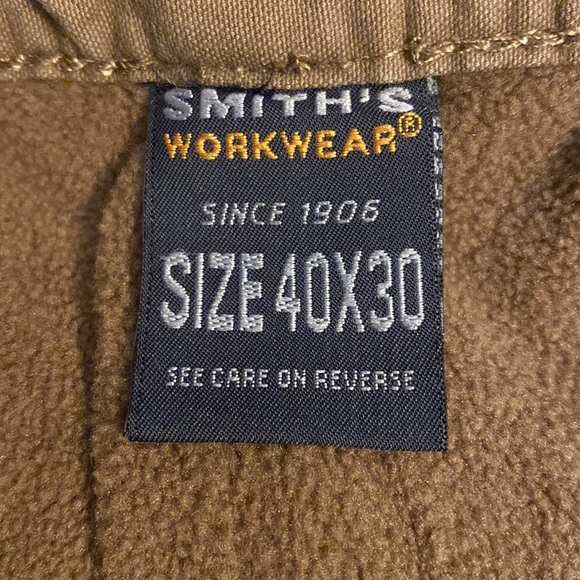 SMITH'S
WORKWEAR®
SINCE 1906
SIZE 40X30
SEE CARE ON REVERSE